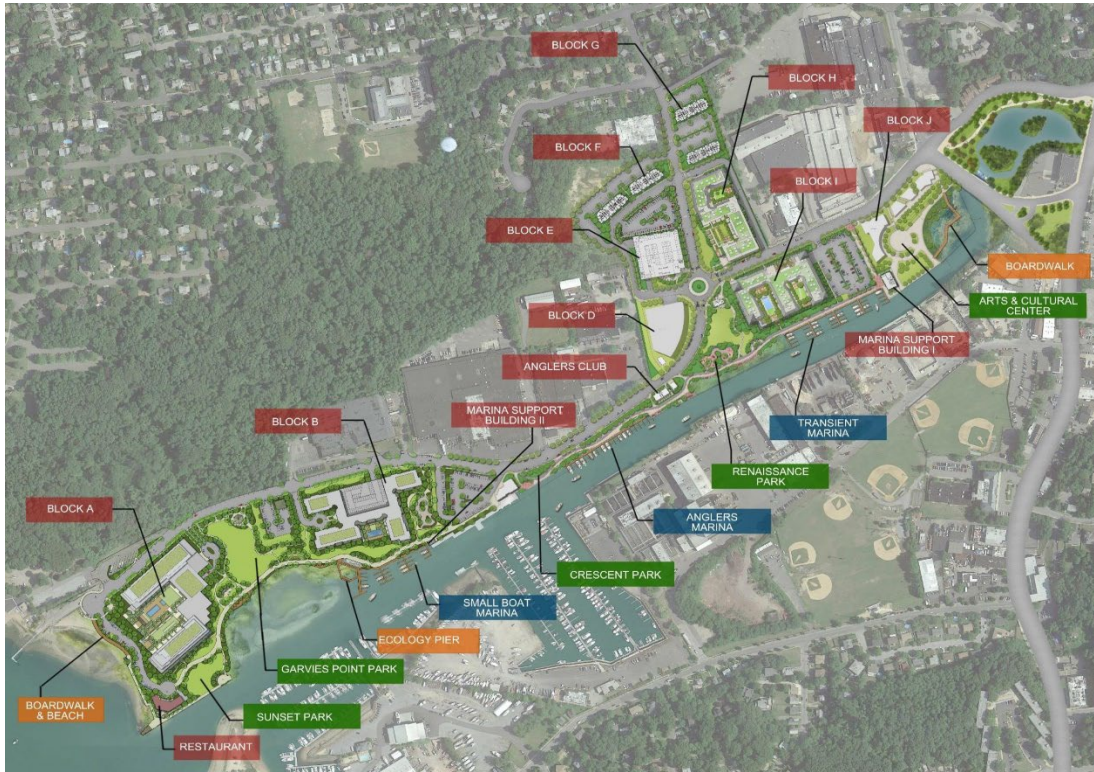 BLOCK G
BLOCK H
BLOCK J
BLOCK F
BLOCK I
BLOCK E
BOARDWALK
ARTS & CULTURAL
CENTER
BLOCK D
MARINA SUPPORT
BUILDING I
ANGLERS CLUB
MARINA SUPPORT
BUILDING II
BLOCK B
TRANSIENT
MARINA
RENAISSANCE
PARK
BLOCK A
ANGLERS
MARINA
CRESCENT PARK
SMALL BOAT
MARINA
ECOLOGY PIER
GARVIES POINT PARK
BOARDWALK
& BEACH
SUNSET PARK
RESTAURANT